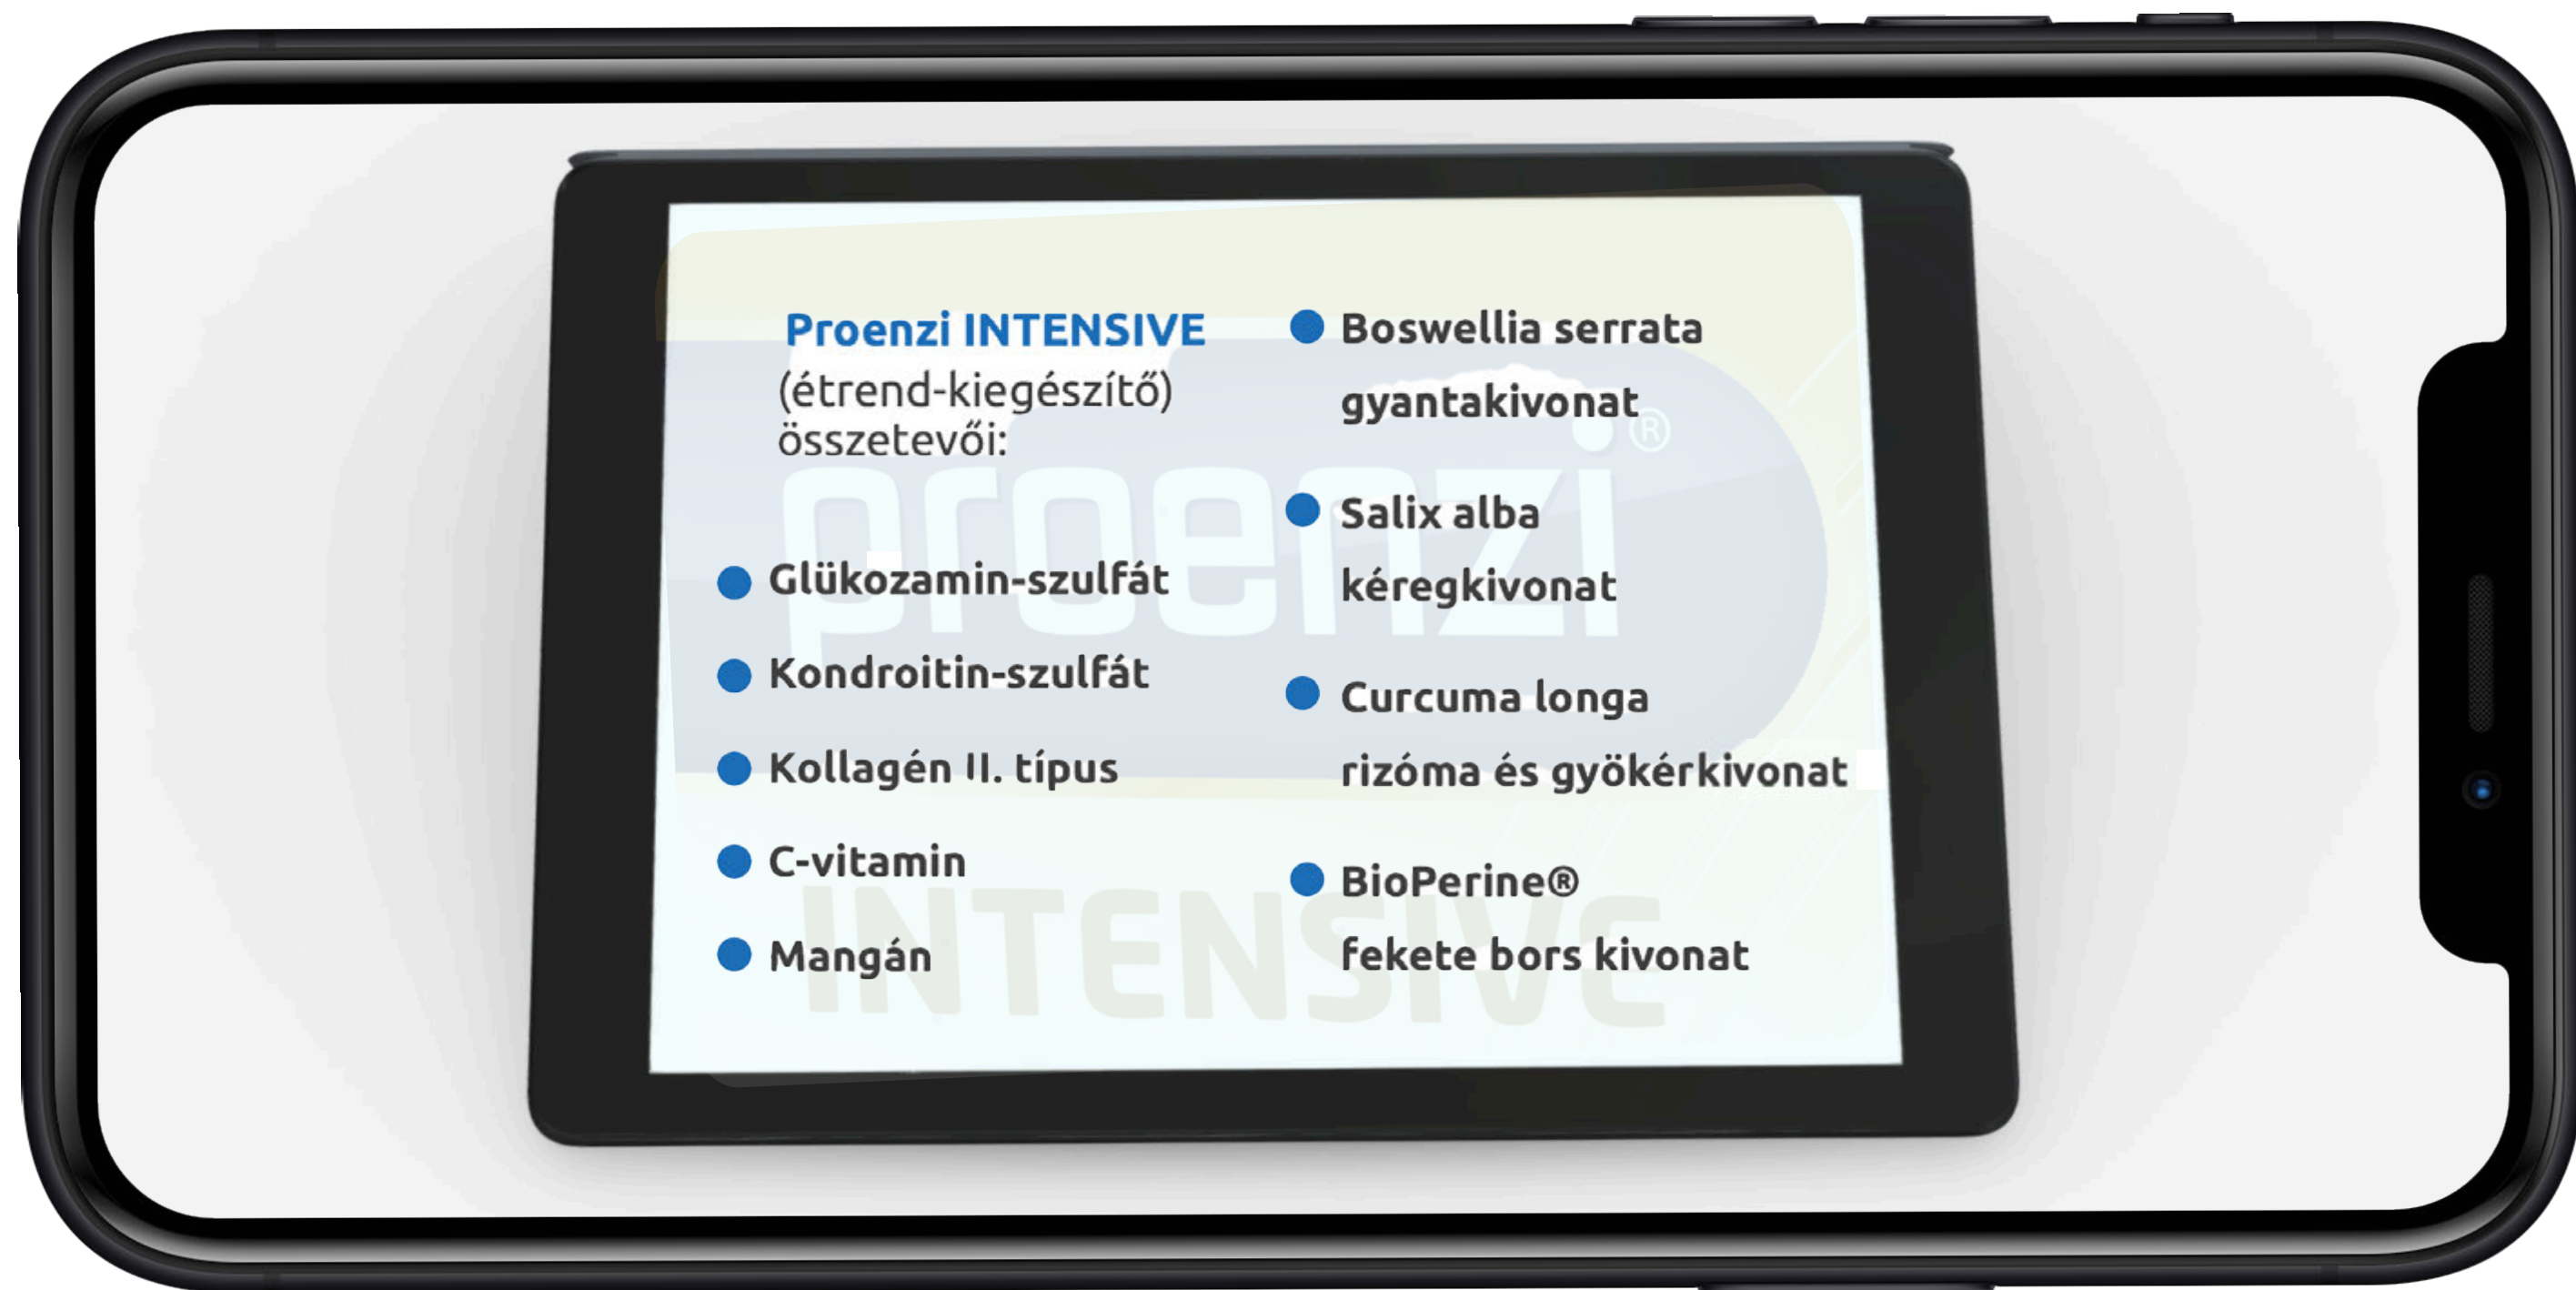 Proenzi INTENSIVE
(étrend-kiegészítő)
összetevői:
Glükozamin-szulfát
Kondroitin-szulfát
Kollagén II. típus
C-vitamin
Mangán
Boswellia serrata
gyantakivonat
Salix alba
kéregkivonat
Curcuma longa
rizóma és gyökérkivonat
BioPerine®
fekete bors kivonat
proenzi®
INTENSIVE